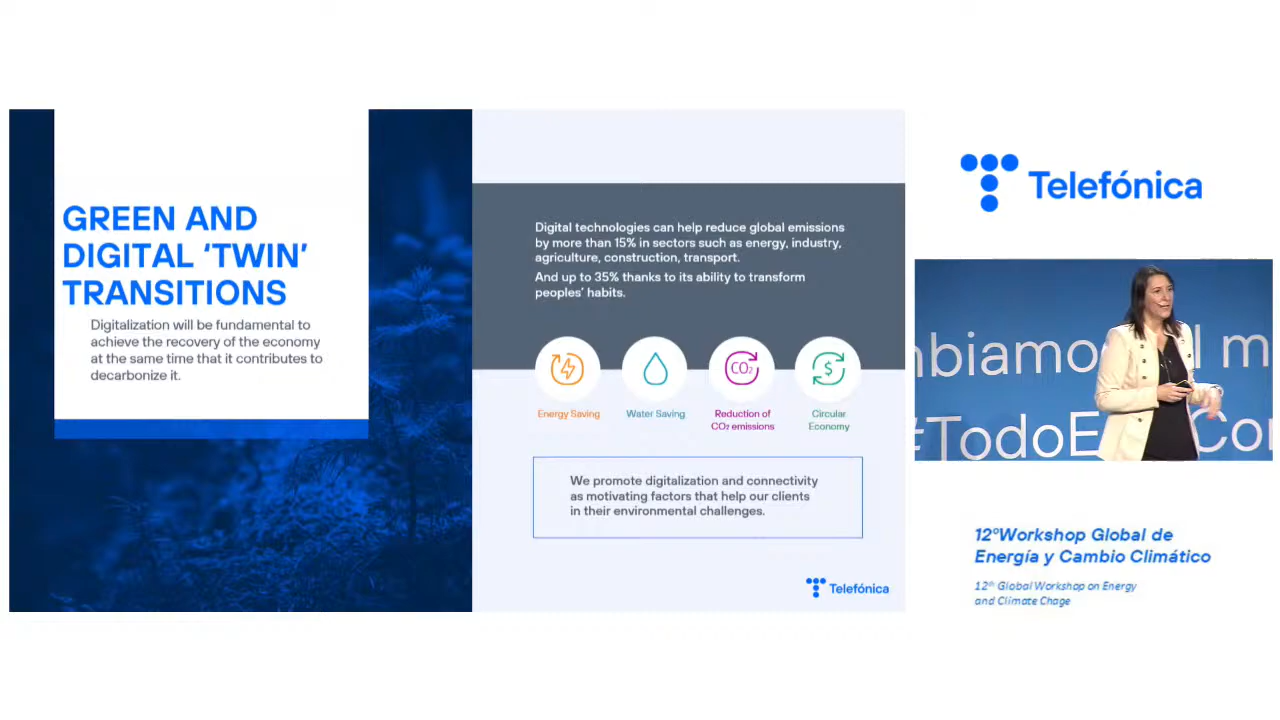 GREEN AND
DIGITAL ‘TWIN’
TRANSITIONS
Digitalization will be fundamental to
achieve the recovery of the economy
at the same time that it contributes to
decarbonize it.
Digital technologies can help reduce global emissions
by more than 15% in sectors such as energy, industry,
agriculture, construction, transport.
And up to 35% thanks to its ability to transform
peoples’ habits.
CO₂
$
Energy Saving
Water Saving
Reduction of
CO₂ emissions
Circular
Economy
We promote digitalization and connectivity
as motivating factors that help our clients
in their environmental challenges.
Telefónica
Telefónica
mbiamo l m
#TodoE Co
12ºWorkshop Global de
Energía y Cambio Climático
12th Global Workshop on Energy
and Climate Chage